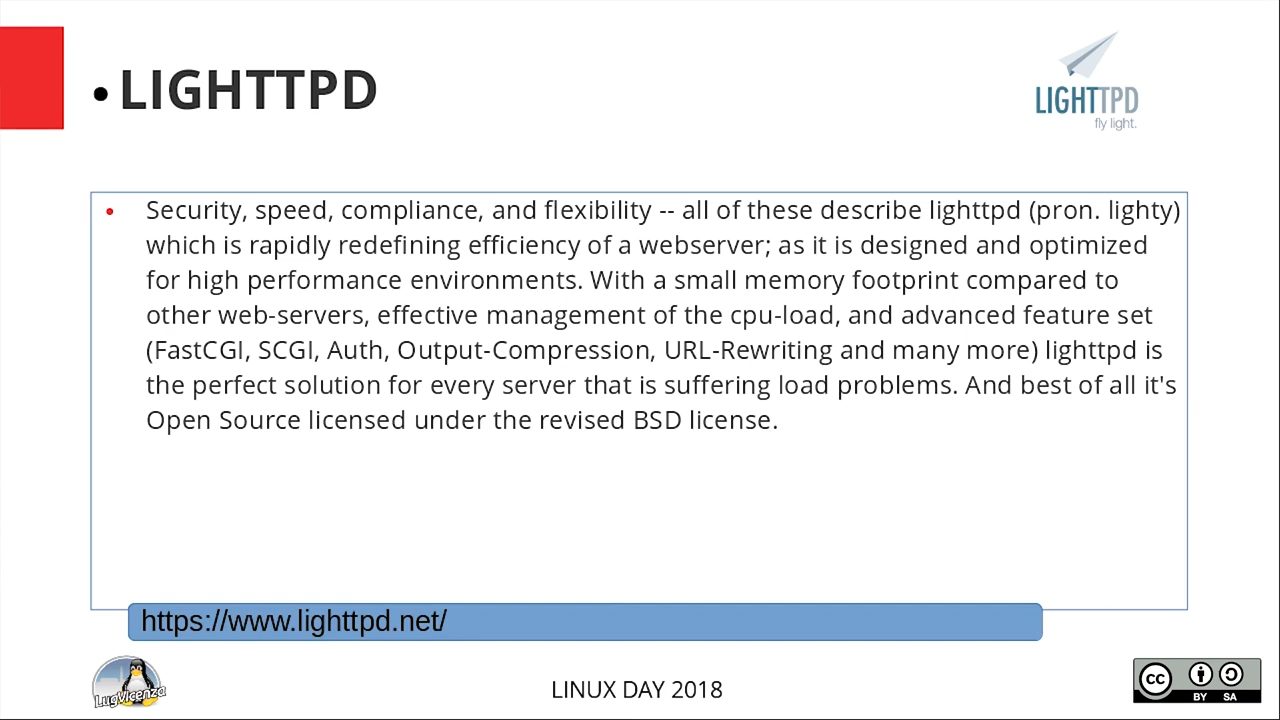 • LIGHTTPD
LIGHTTPD
fly light.
• Security, speed, compliance, and flexibility -- all of these describe lighttpd (pron. lighty)
which is rapidly redefining efficiency of a webserver; as it is designed and optimized
for high performance environments. With a small memory footprint compared to
other web-servers, effective management of the cpu-load, and advanced feature set
(FastCGI, SCGI, Auth, Output-Compression, URL-Rewriting and many more) lighttpd is
the perfect solution for every server that is suffering load problems. And best of all it's
Open Source licensed under the revised BSD license.
https://www.lighttpd.net/
LugVicenza
LINUX DAY 2018
cc
BY SA